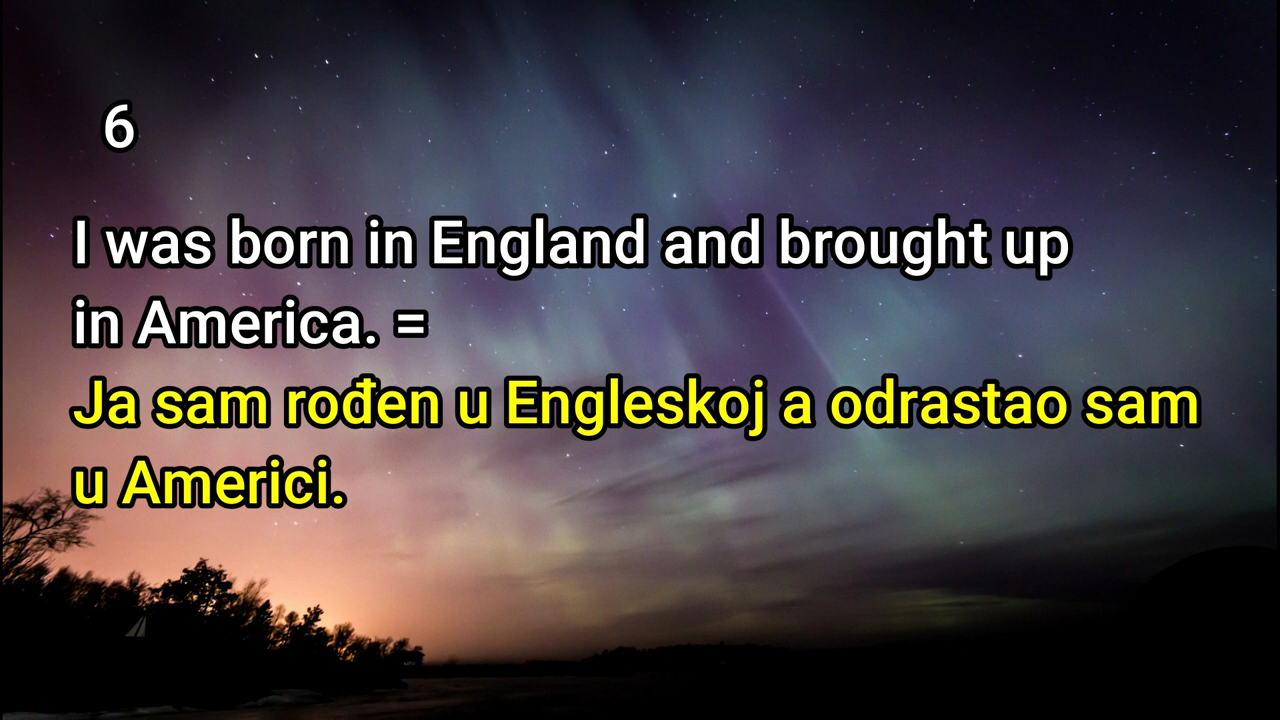 6
I was born in England and brought up
in America. =
Ja sam rođen u Engleskoj a odrastao sam
u Americi.